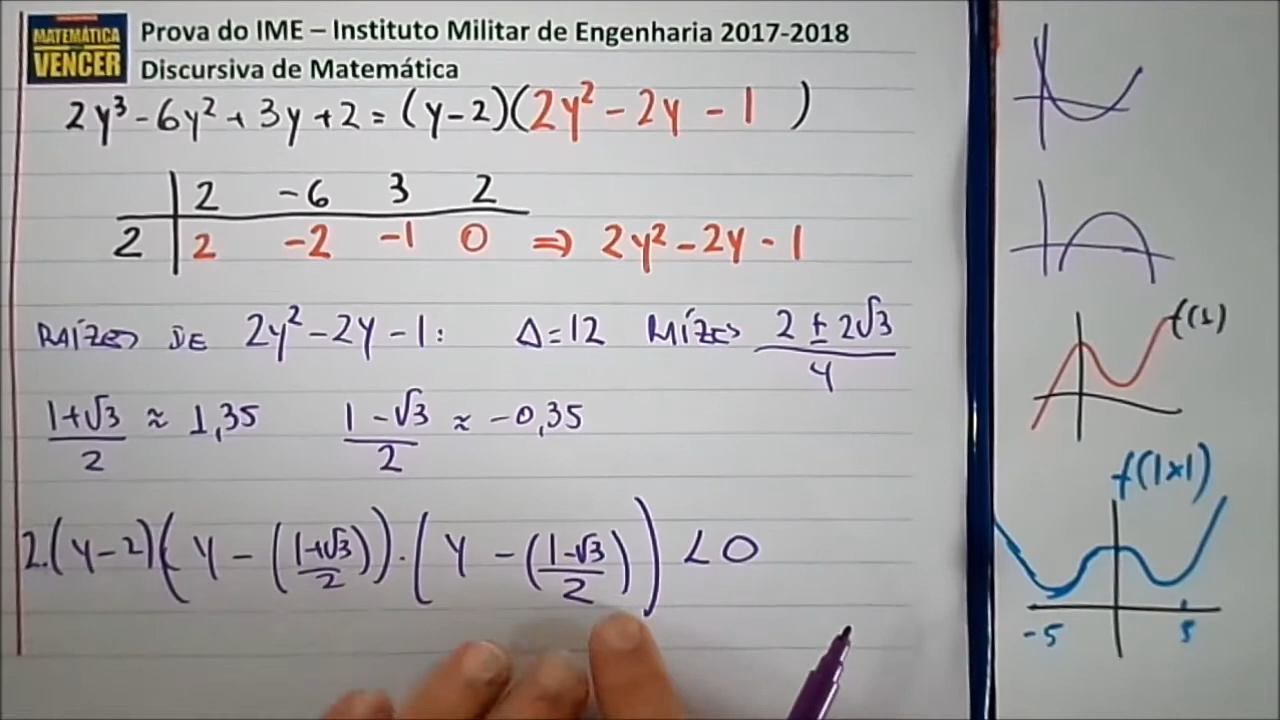 MATEMÁTICA
VENCER
Prova do IME – Instituto Militar de Engenharia 2017-2018
Discursiva de Matemática
2y³ - 6y² + 3y + 2 = (y-2)(2y² - 2y - 1 )
2 -6 3 2
2 2 -2 -1 0 ⇒ 2y² - 2y - 1
RAÍZES DE 2y² - 2y - 1: Δ=12 RAÍZES (2 ± 2√3)/4
(1+√3)/2 ≈ 1,35 (1-√3)/2 ≈ -0,35
2.(y-2)(y - ((1+√3)/2)).(y - ((1-√3)/2)) < 0
f(1)
f(|x|)
-5 5